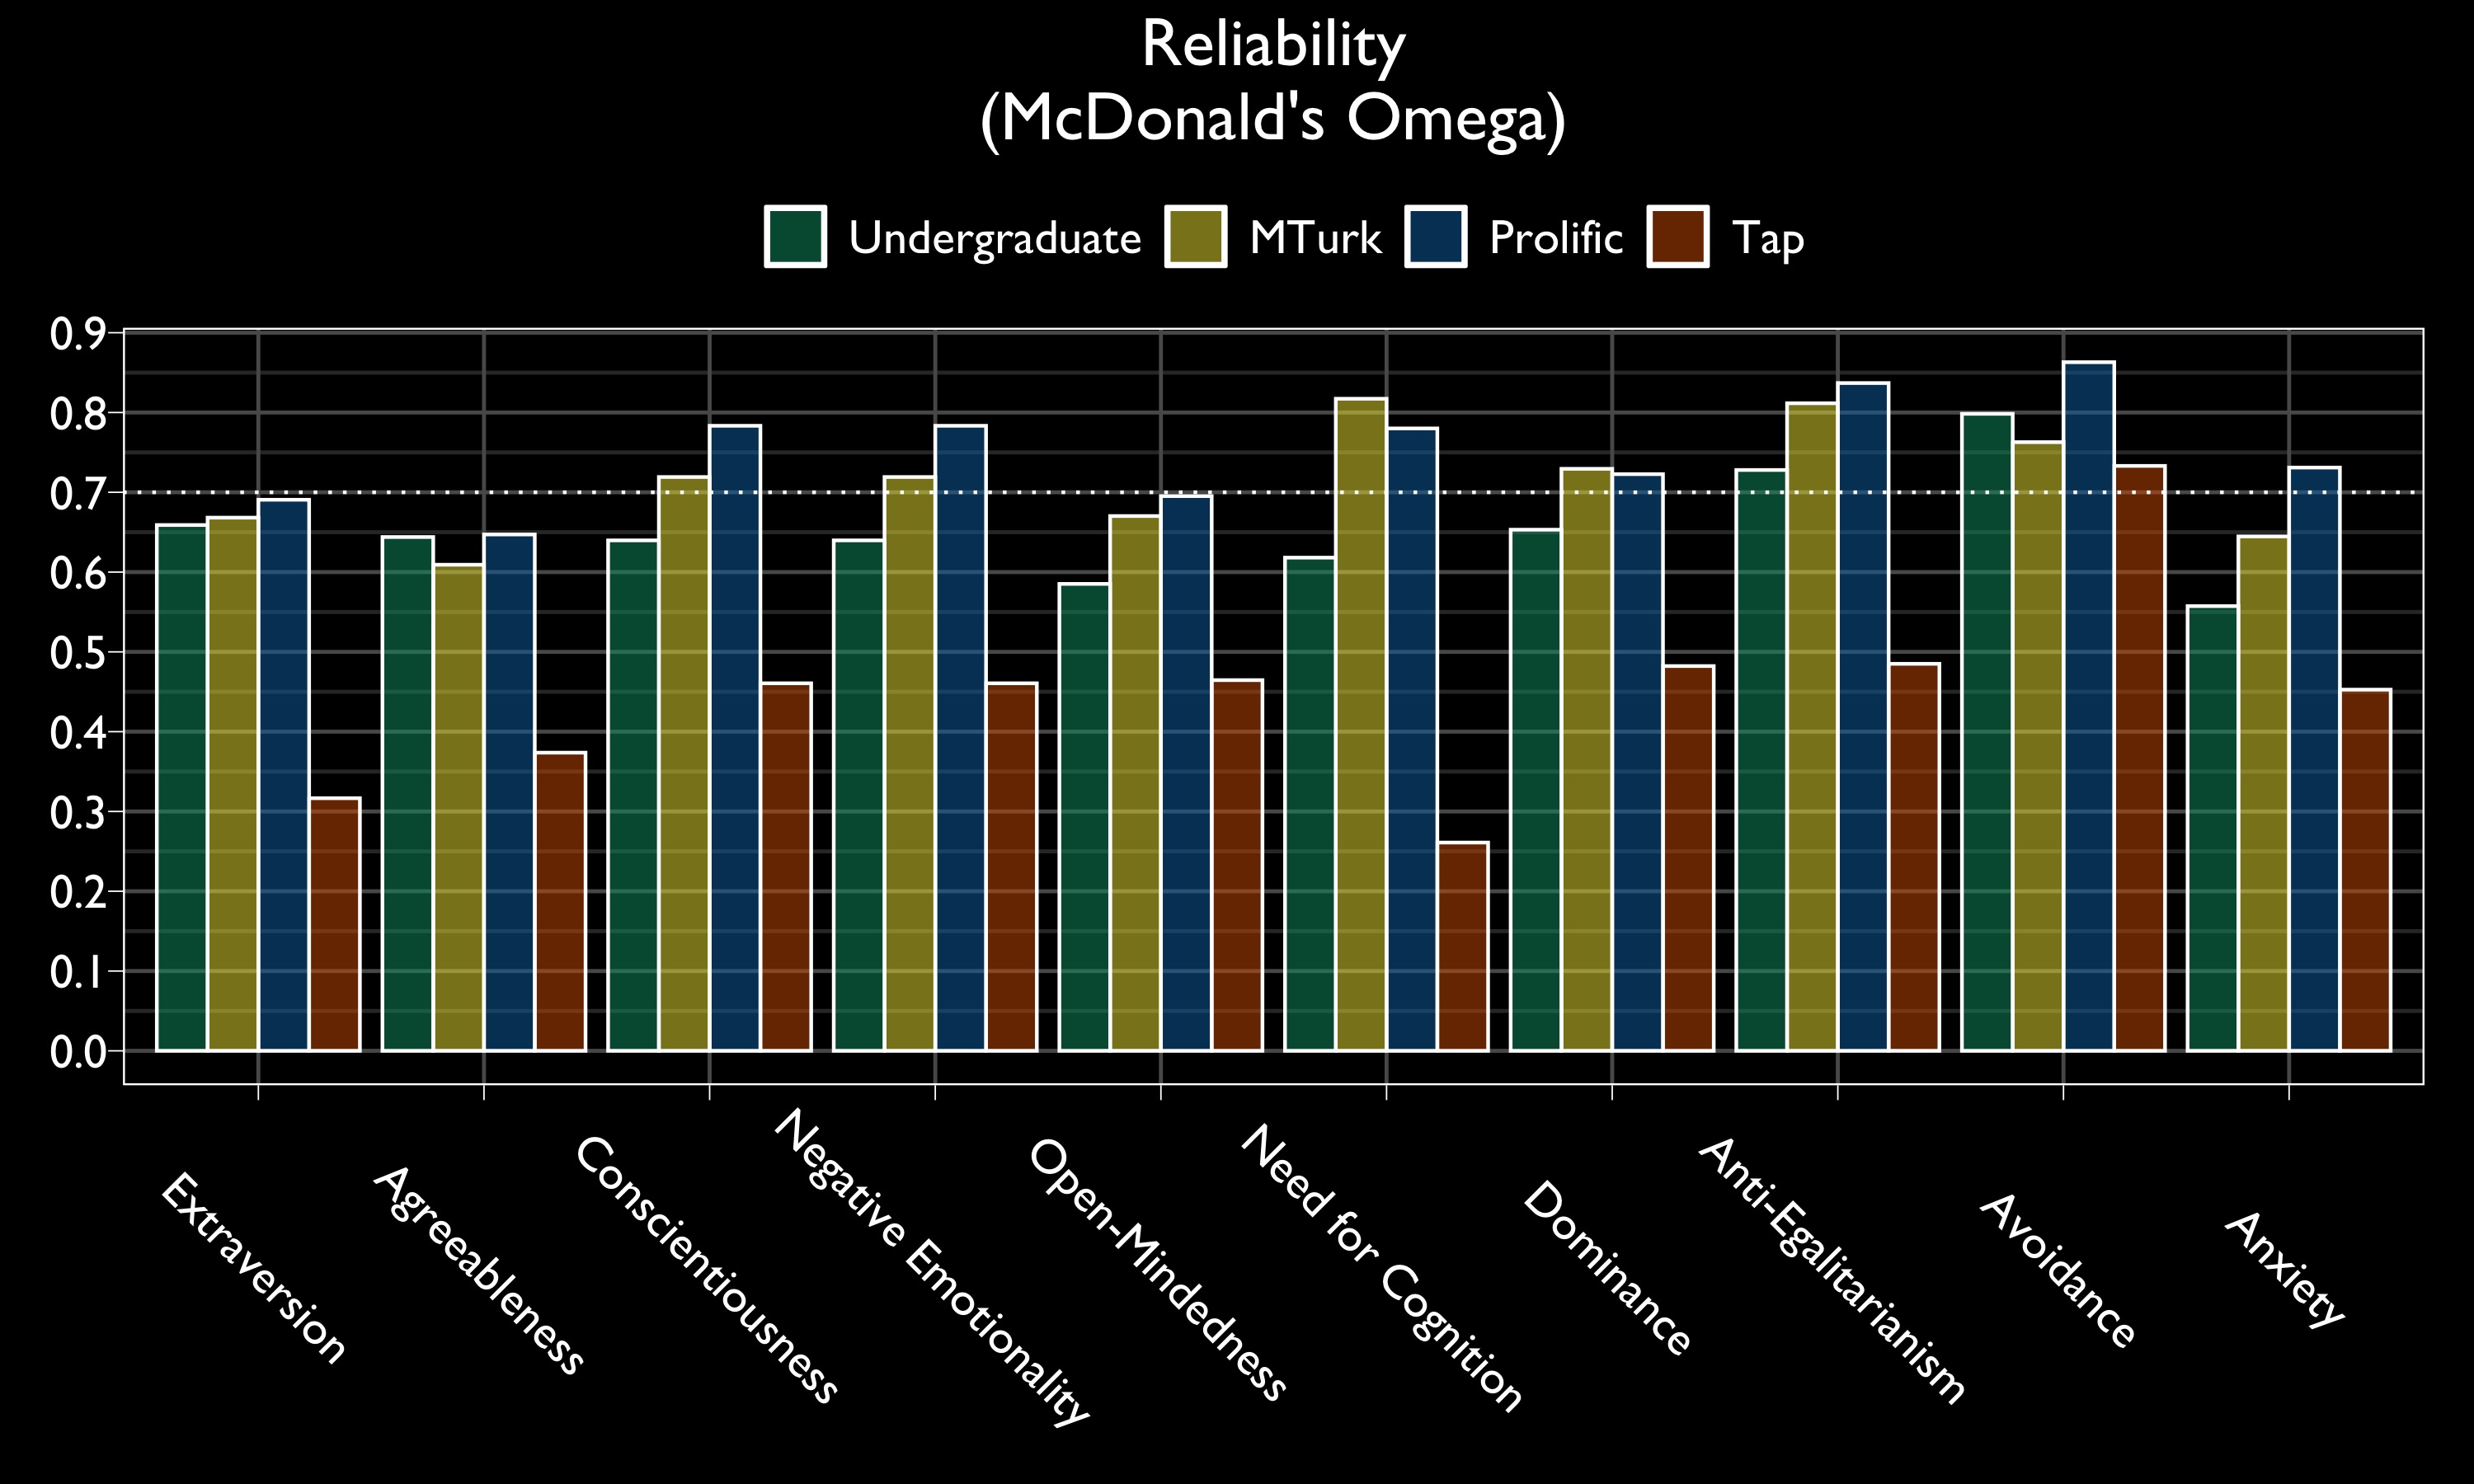 Reliability
(McDonald's Omega)
Undergraduate MTurk Prolific Tap
0.9
0.8
0.7
0.6
0.5
0.4
0.3
0.2
0.1
0.0
Extraversion
Agreeableness
Conscientiousness
Negative Emotionality
Open-Mindedness
Need for Cognition
Dominance
Anti-Egalitarianism
Avoidance
Anxiety